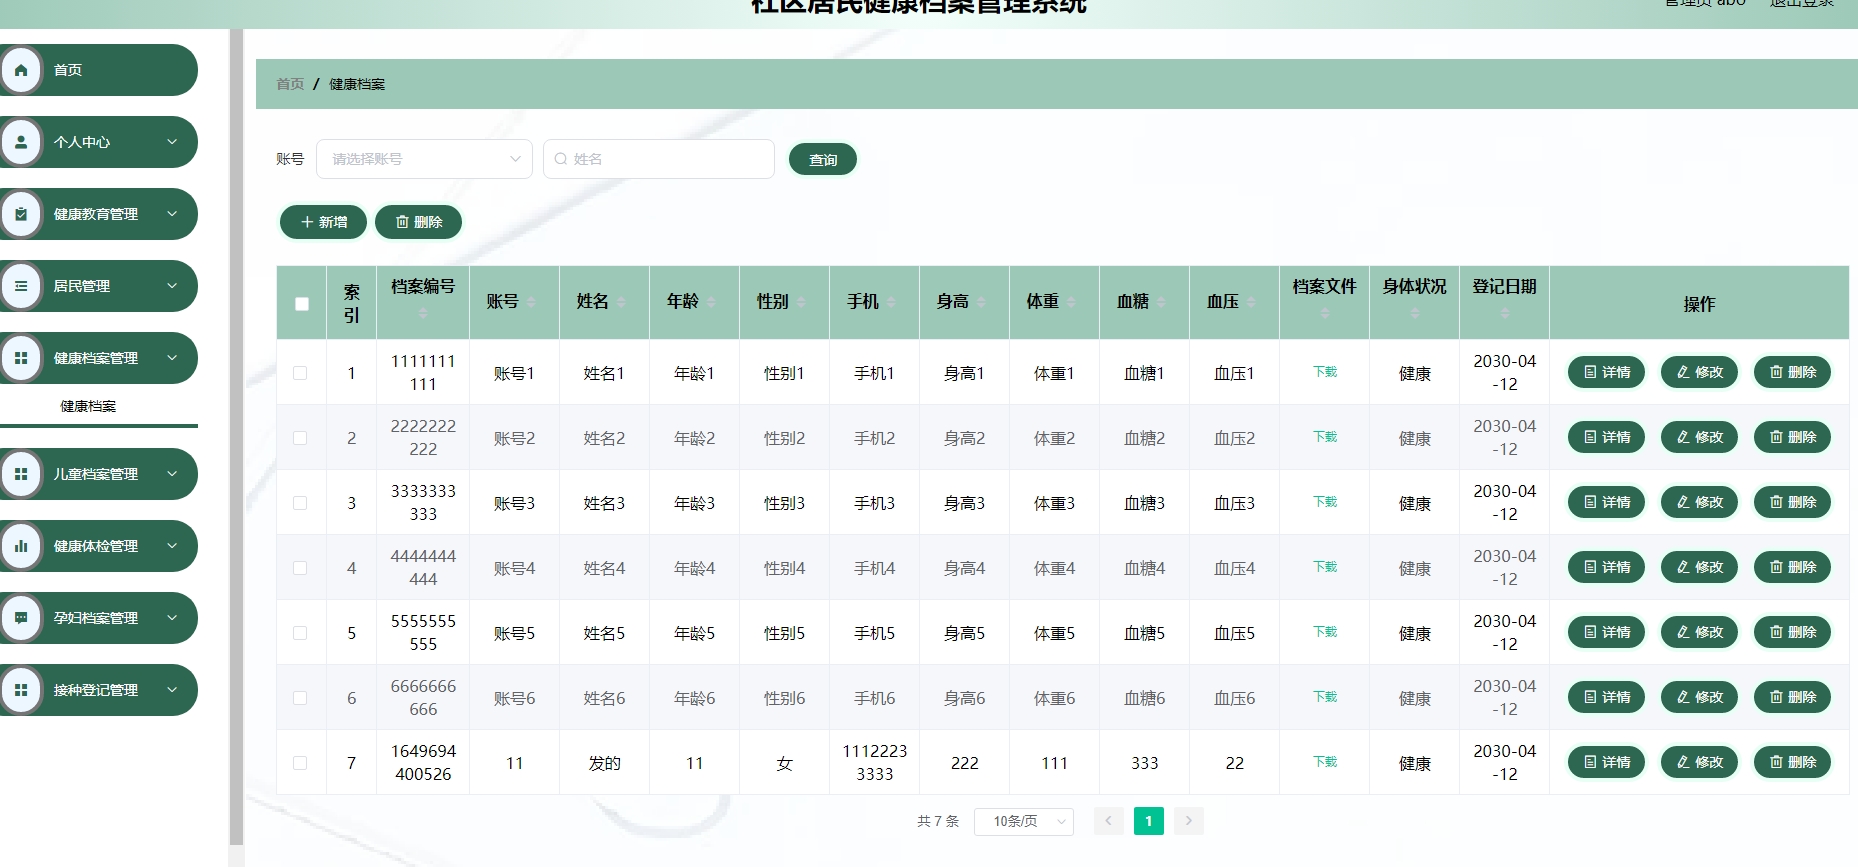 社区居民健康档案管理系统
管理员 abo 退出登录
首页
个人中心
健康教育管理
居民管理
健康档案管理
健康档案
儿童档案管理
健康体检管理
孕妇档案管理
接种登记管理
首页 / 健康档案
账号 请选择账号 姓名 查询
新增 删除
索引 档案编号 账号 姓名 年龄 性别 手机 身高 体重 血糖 血压 档案文件 身体状况 登记日期 操作
1 1111111111 账号1 姓名1 年龄1 性别1 手机1 身高1 体重1 血糖1 血压1 下载 健康 2030-04-12 详情 修改 删除
2 2222222222 账号2 姓名2 年龄2 性别2 手机2 身高2 体重2 血糖2 血压2 下载 健康 2030-04-12 详情 修改 删除
3 3333333333 账号3 姓名3 年龄3 性别3 手机3 身高3 体重3 血糖3 血压3 下载 健康 2030-04-12 详情 修改 删除
4 4444444444 账号4 姓名4 年龄4 性别4 手机4 身高4 体重4 血糖4 血压4 下载 健康 2030-04-12 详情 修改 删除
5 5555555555 账号5 姓名5 年龄5 性别5 手机5 身高5 体重5 血糖5 血压5 下载 健康 2030-04-12 详情 修改 删除
6 6666666666 账号6 姓名6 年龄6 性别6 手机6 身高6 体重6 血糖6 血压6 下载 健康 2030-04-12 详情 修改 删除
7 1649694400526 11 发的 11 女 11122233333 222 111 333 22 下载 健康 2030-04-12 详情 修改 删除
共 7 条 10条/页 1